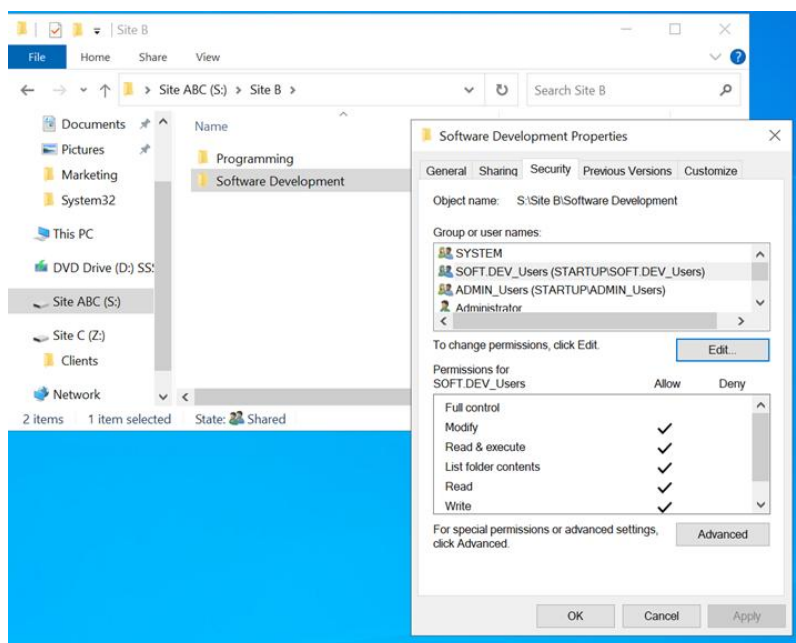 Site B
File Home Share View
Site ABC (S:) > Site B >
Search Site B
Documents
Pictures
Marketing
System32
This PC
DVD Drive (D:) SS
Site ABC (S:)
Site C (Z:)
Clients
Network
Name
Programming
Software Development
2 items 1 item selected State: Shared
Software Development Properties
General Sharing Security Previous Versions Customize
Object name: S:\Site B\Software Development
Group or user names:
SYSTEM
SOFT.DEV_Users (STARTUP\SOFT.DEV_Users)
ADMIN_Users (STARTUP\ADMIN_Users)
Administrator
To change permissions, click Edit.
Edit...
Permissions for
SOFT.DEV_Users Allow Deny
Full control
Modify
Read & execute
List folder contents
Read
Write
For special permissions or advanced settings,
click Advanced.
Advanced
OK Cancel Apply